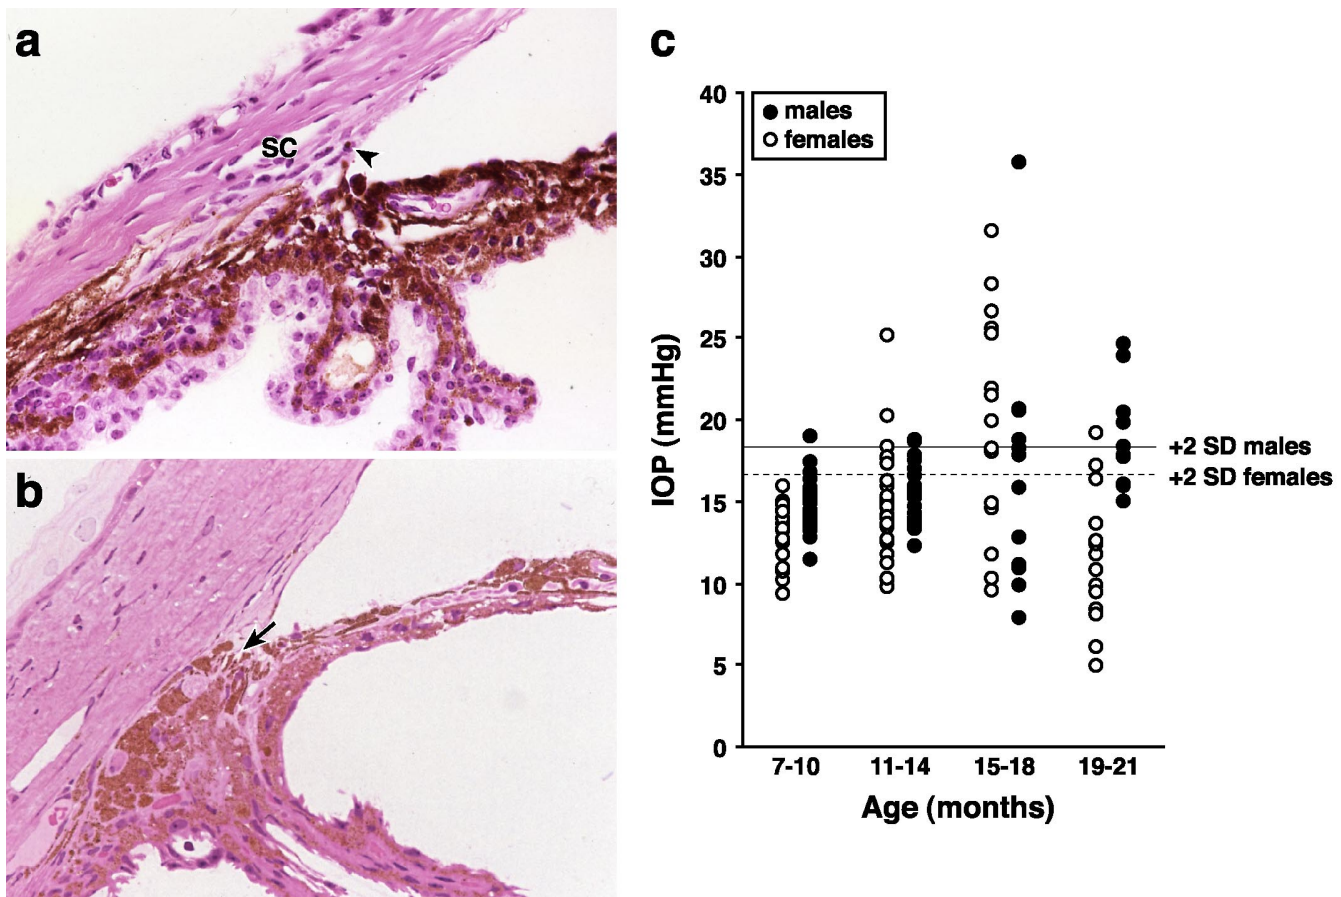 a
SC
b
c
IOP (mmHg)
40
35
30
25
20
15
10
5
0
males
females
+2 SD males
+2 SD females
7-10
11-14
15-18
19-21
Age (months)